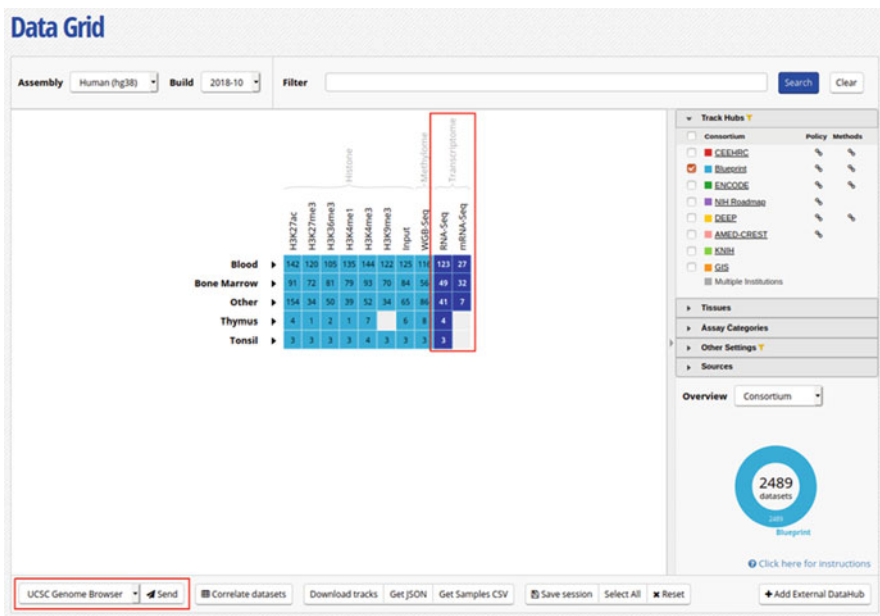 Data Grid
Assembly Human (hg38) Build 2018-10 Filter Search Clear
Histone Methylome Transcriptome
H3K27ac H3K27me3 H3K36me3 H3K4me1 H3K4me3 H3K9me3 Input WGB-Seq RNA-Seq mRNA-Seq
Blood 142 120 105 135 144 122 125 116 123 27
Bone Marrow 91 72 81 79 93 70 84 56 49 32
Other 154 34 50 39 52 34 65 86 41 7
Thymus 4 1 2 1 7 6 8 4
Tonsil 3 3 3 3 4 3 3 3 3
Track Hubs
Consortium Policy Methods
CEEHRC
Blueprint
ENCODE
NIH Roadmap
DEEP
AMED-CREST
KNIH
GIS
Multiple Institutions
Tissues
Assay Categories
Other Settings
Sources
Overview Consortium
2489
datasets
2489
Blueprint
Click here for instructions
UCSC Genome Browser Send Correlate datasets Download tracks Get JSON Get Samples CSV Save session Select All Reset Add External DataHub